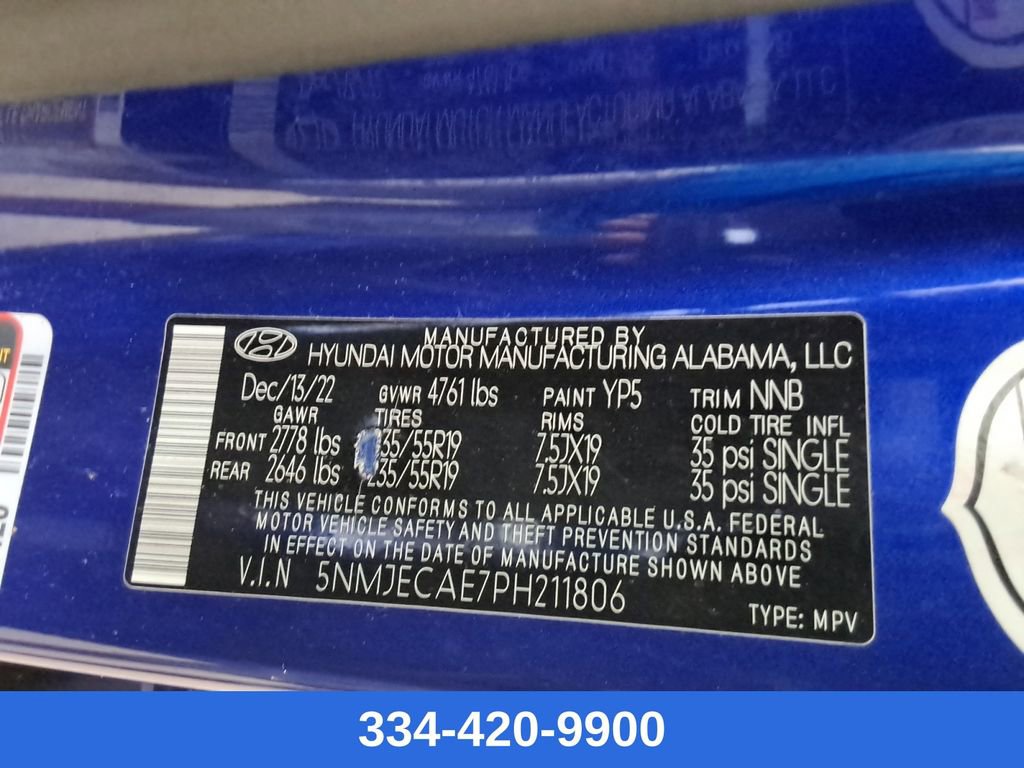 MANUFACTURED BY
HYUNDAI MOTOR MANUFACTURING ALABAMA, LLC
Dec/13/22 GVWR 4761 lbs PAINT YP5 TRIM NNB
GAWR TIRES RIMS COLD TIRE INFL
FRONT 2778 lbs 35/55R19 7.5JX19 35 psi SINGLE
REAR 2646 lbs 235/55R19 7.5JX19 35 psi SINGLE
THIS VEHICLE CONFORMS TO ALL APPLICABLE U.S.A. FEDERAL
MOTOR VEHICLE SAFETY AND THEFT PREVENTION STANDARDS
IN EFFECT ON THE DATE OF MANUFACTURE SHOWN ABOVE
V.I.N 5NMJECAE7PH211806
TYPE: MPV
334-420-9900